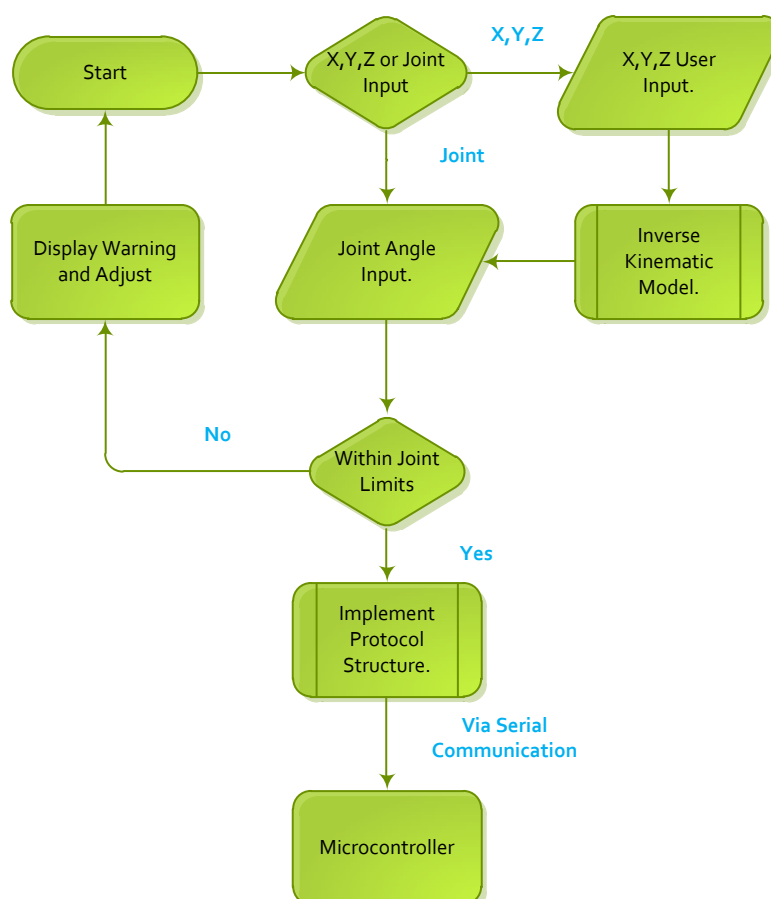 Start
X,Y,Z or Joint
Input
X,Y,Z
X,Y,Z User
Input.
Joint
Display Warning
and Adjust
Joint Angle
Input.
Inverse
Kinematic
Model.
No
Within Joint
Limits
Yes
Implement
Protocol
Structure.
Via Serial
Communication
Microcontroller